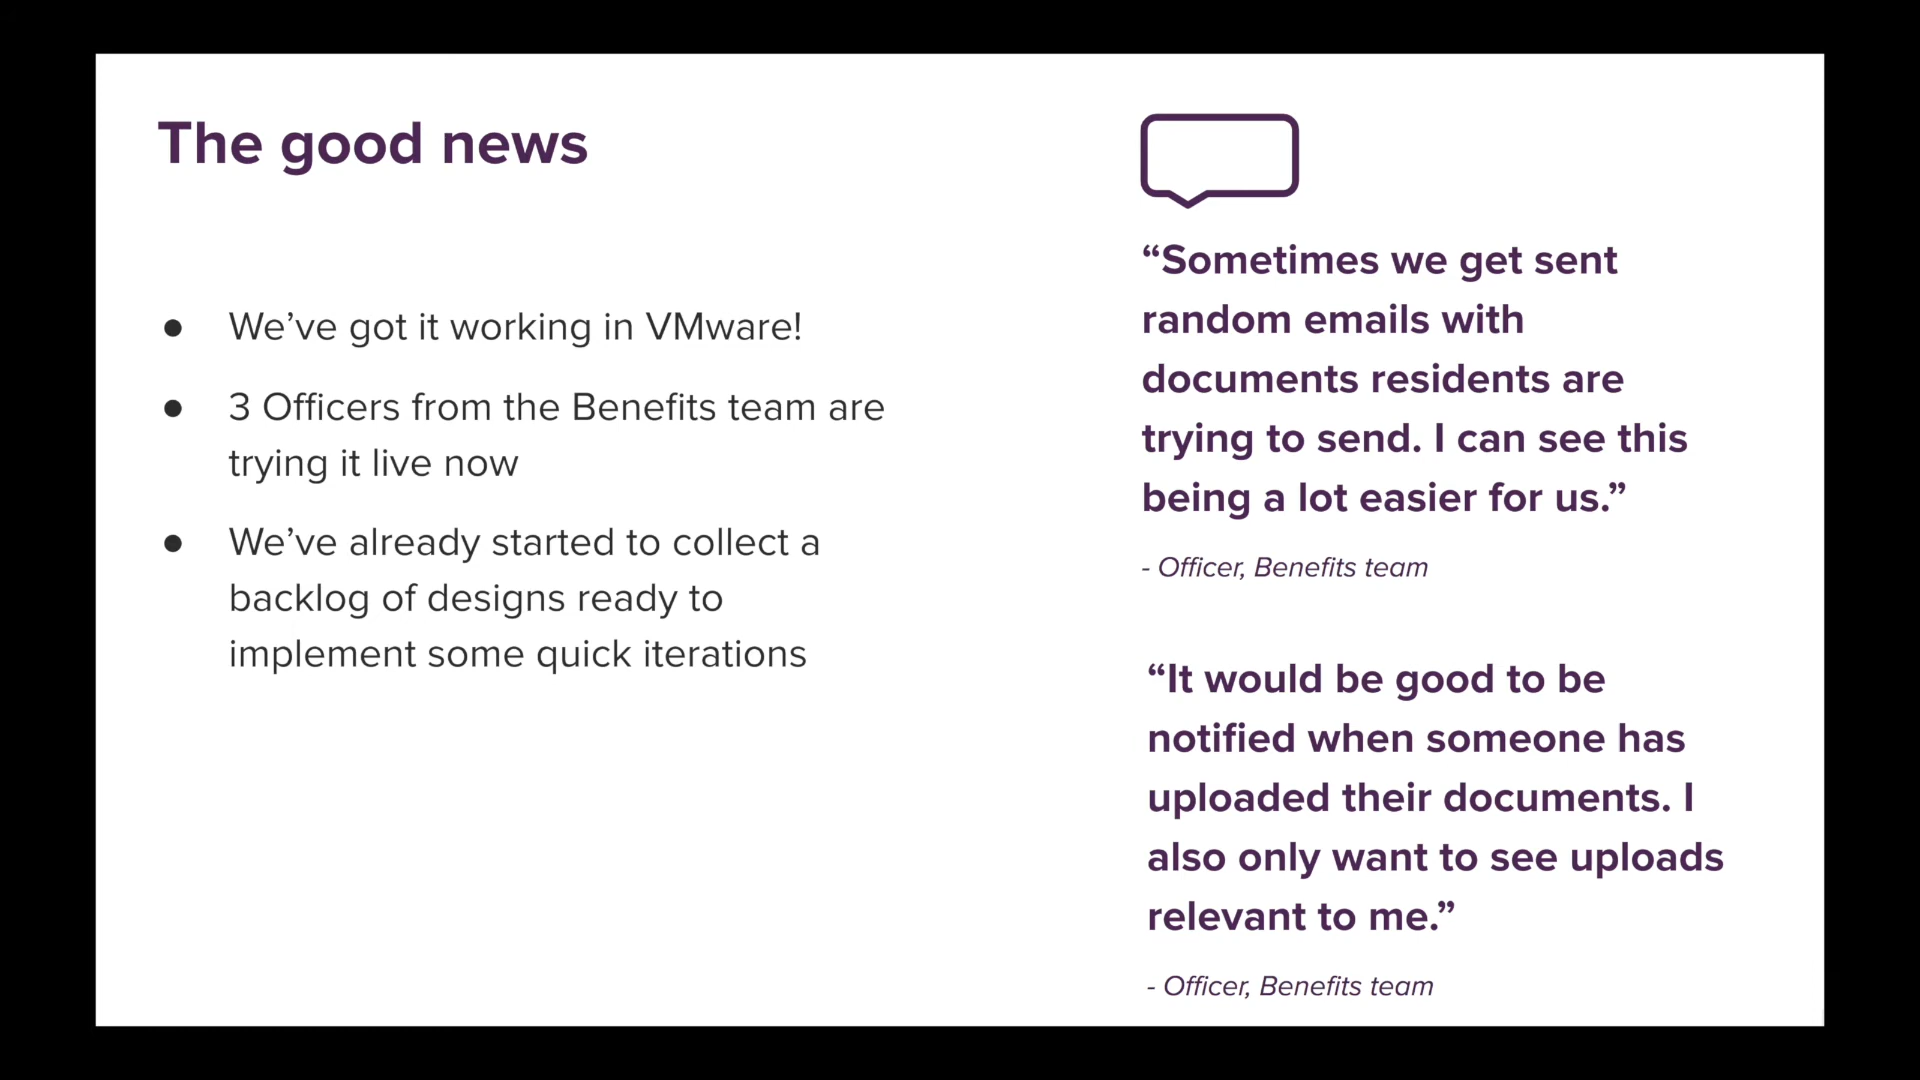 The good news
● We’ve got it working in VMware!
● 3 Officers from the Benefits team are
trying it live now
● We’ve already started to collect a
backlog of designs ready to
implement some quick iterations
“Sometimes we get sent
random emails with
documents residents are
trying to send. I can see this
being a lot easier for us.”
- Officer, Benefits team
“It would be good to be
notified when someone has
uploaded their documents. I
also only want to see uploads
relevant to me.”
- Officer, Benefits team